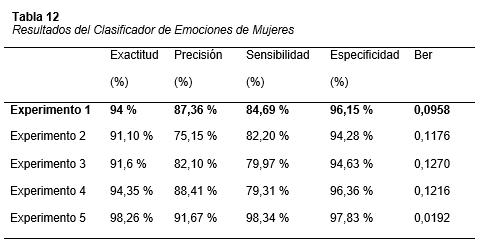 Tabla 12
Resultados del Clasificador de Emociones de Mujeres
Exactitud Precisión Sensibilidad Especificidad Ber
(%) (%) (%) (%)
Experimento 1 94 % 87,36 % 84,69 % 96,15 % 0,0958
Experimento 2 91,10 % 75,15 % 82,20 % 94,28 % 0,1176
Experimento 3 91,6 % 82,10 % 79,97 % 94,63 % 0,1270
Experimento 4 94,35 % 88,41 % 79,31 % 96,36 % 0,1216
Experimento 5 98,26 % 91,67 % 98,34 % 97,83 % 0,0192